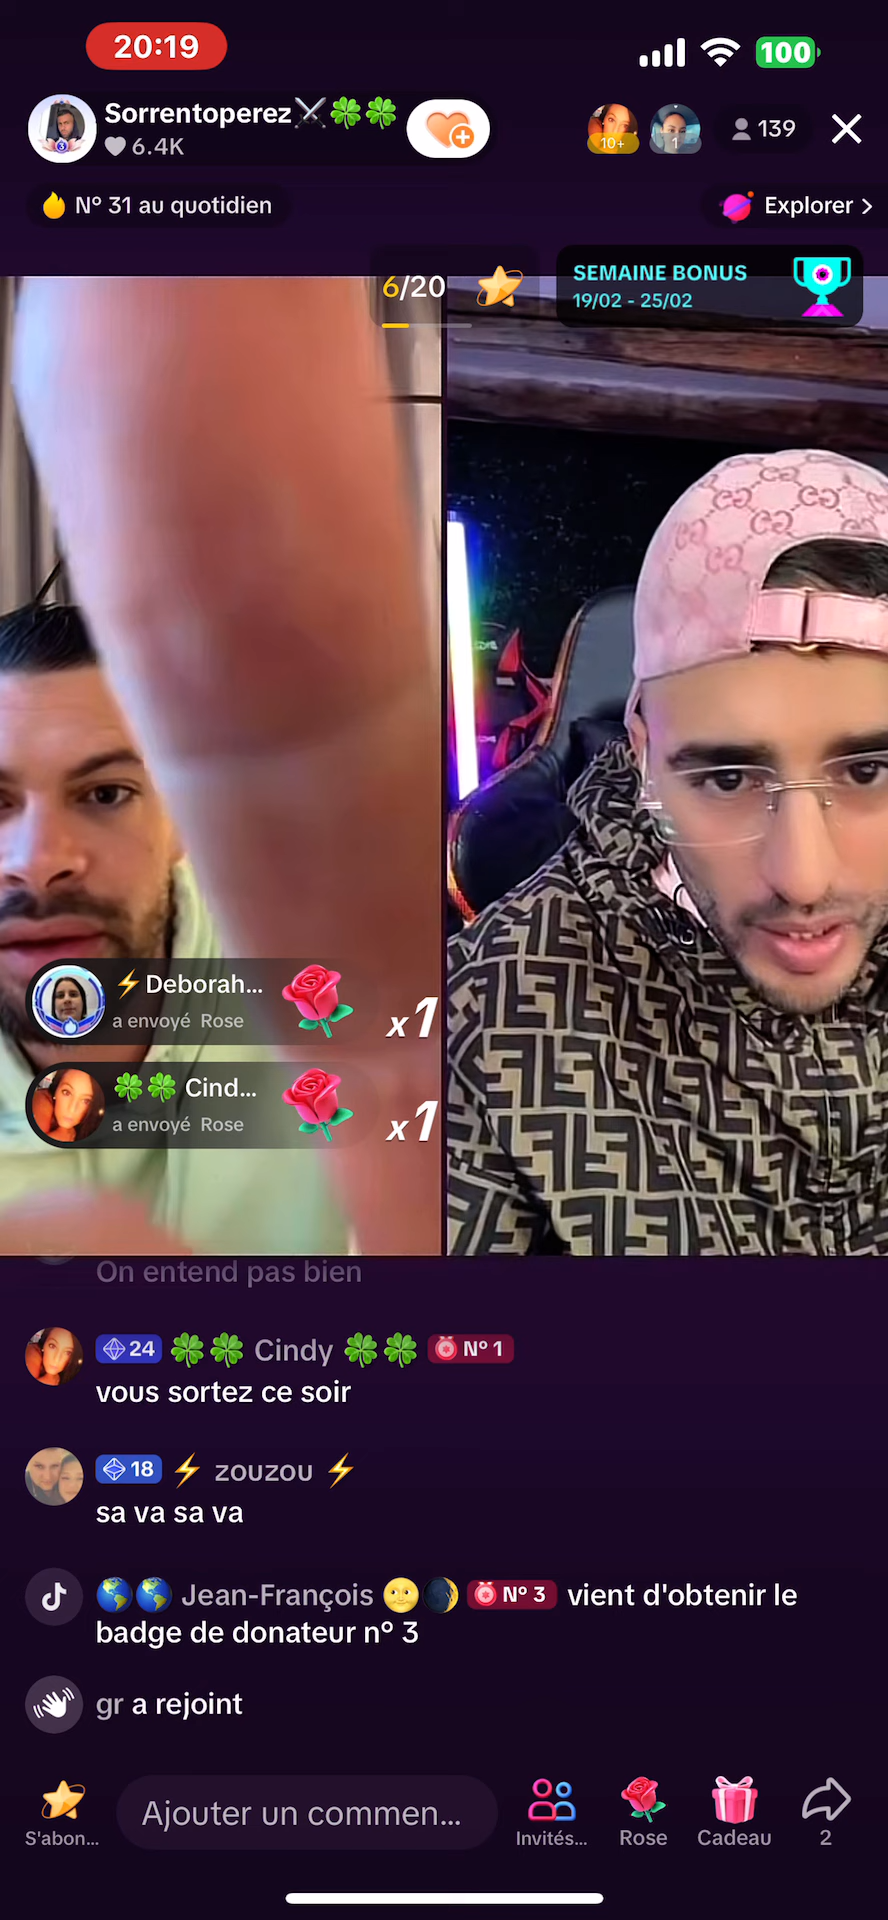 20:19
100
Sorrentoperez⚔️🍀🍀
6.4K
10+
1
139
N° 31 au quotidien
Explorer >
6/20
SEMAINE BONUS
19/02 - 25/02
⚡Deborah...
a envoyé Rose
x1
🍀🍀 Cind...
a envoyé Rose
x1
On entend pas bien
24 🍀🍀 Cindy 🍀🍀 N° 1
vous sortez ce soir
18 ⚡ zouzou ⚡
sa va sa va
🌎🌎 Jean-François 🌝🌒 N° 3 vient d'obtenir le
badge de donateur n° 3
gr a rejoint
Ajouter un commen...
S'abon...
Invités...
Rose
Cadeau
2